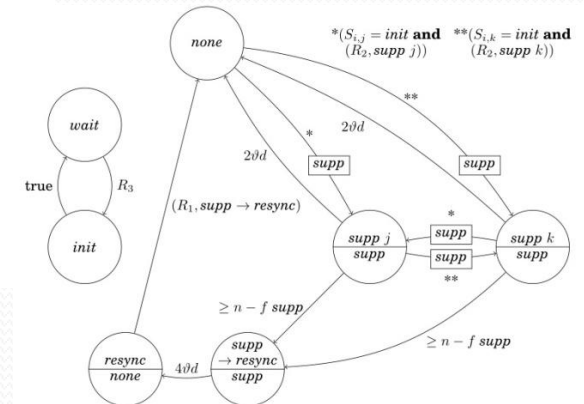 none
*(S_{i,j} = init and
(R_2, supp j))
**(S_{i,k} = init and
(R_2, supp k))
**
wait
*
2ϑd
2ϑd
supp
supp
true
R_3
(R_1, supp → resync)
init
*
supp
supp j
supp
supp k
supp
supp
**
≥ n − f supp
≥ n − f supp
supp
→ resync
supp
resync
none
4ϑd